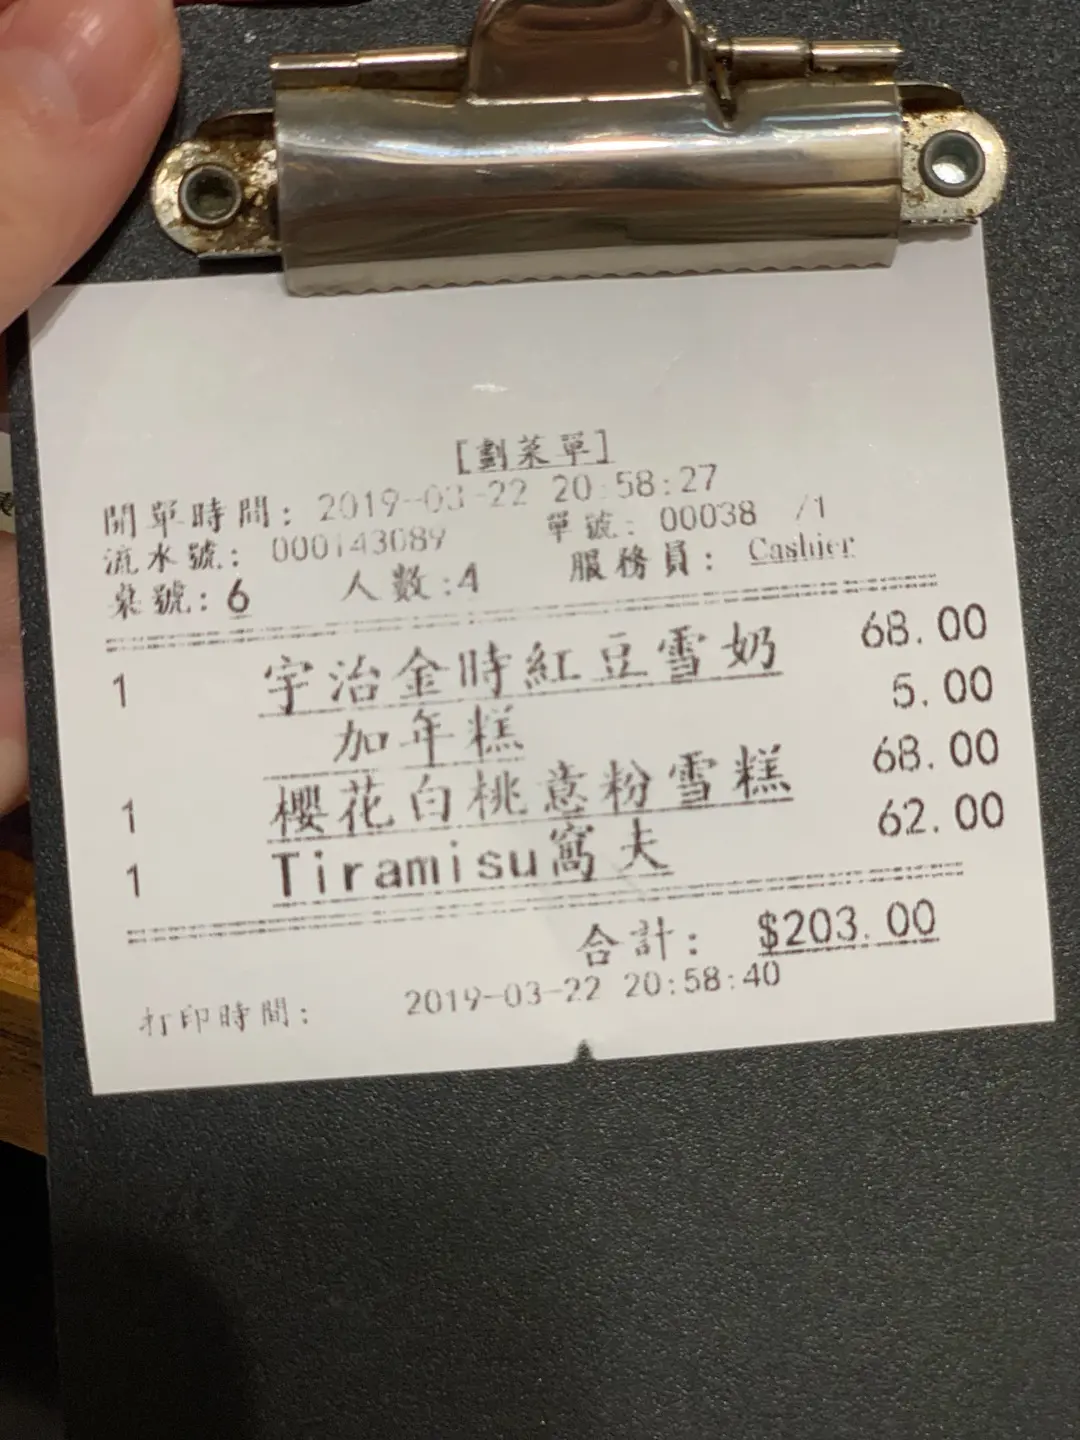 [劃菜單]
開單時間: 2019-03-22 20:58:27
流水號: 000143089 單號: 00038 /1
桌號: 6 人數:4 服務員: Cashier
1 宇治金時紅豆雪奶 68.00
加年糕 5.00
1 櫻花白桃意粉雪糕 68.00
1 Tiramisu窩夫 62.00
合計: $203.00
打印時間: 2019-03-22 20:58:40